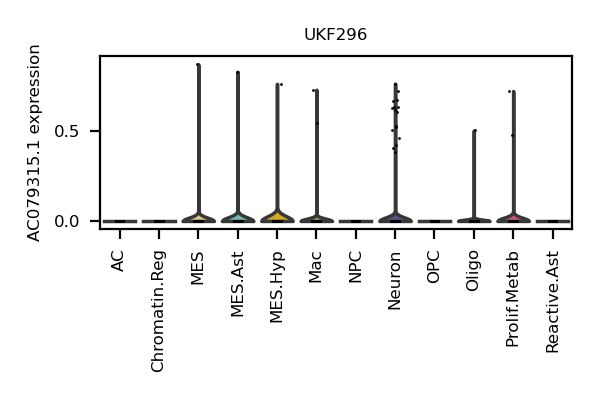 UKF296
AC079315.1 expression
0.5
0.0
AC
Chromatin.Reg
MES
MES.Ast
MES.Hyp
Mac
NPC
Neuron
OPC
Oligo
Prolif.Metab
Reactive.Ast